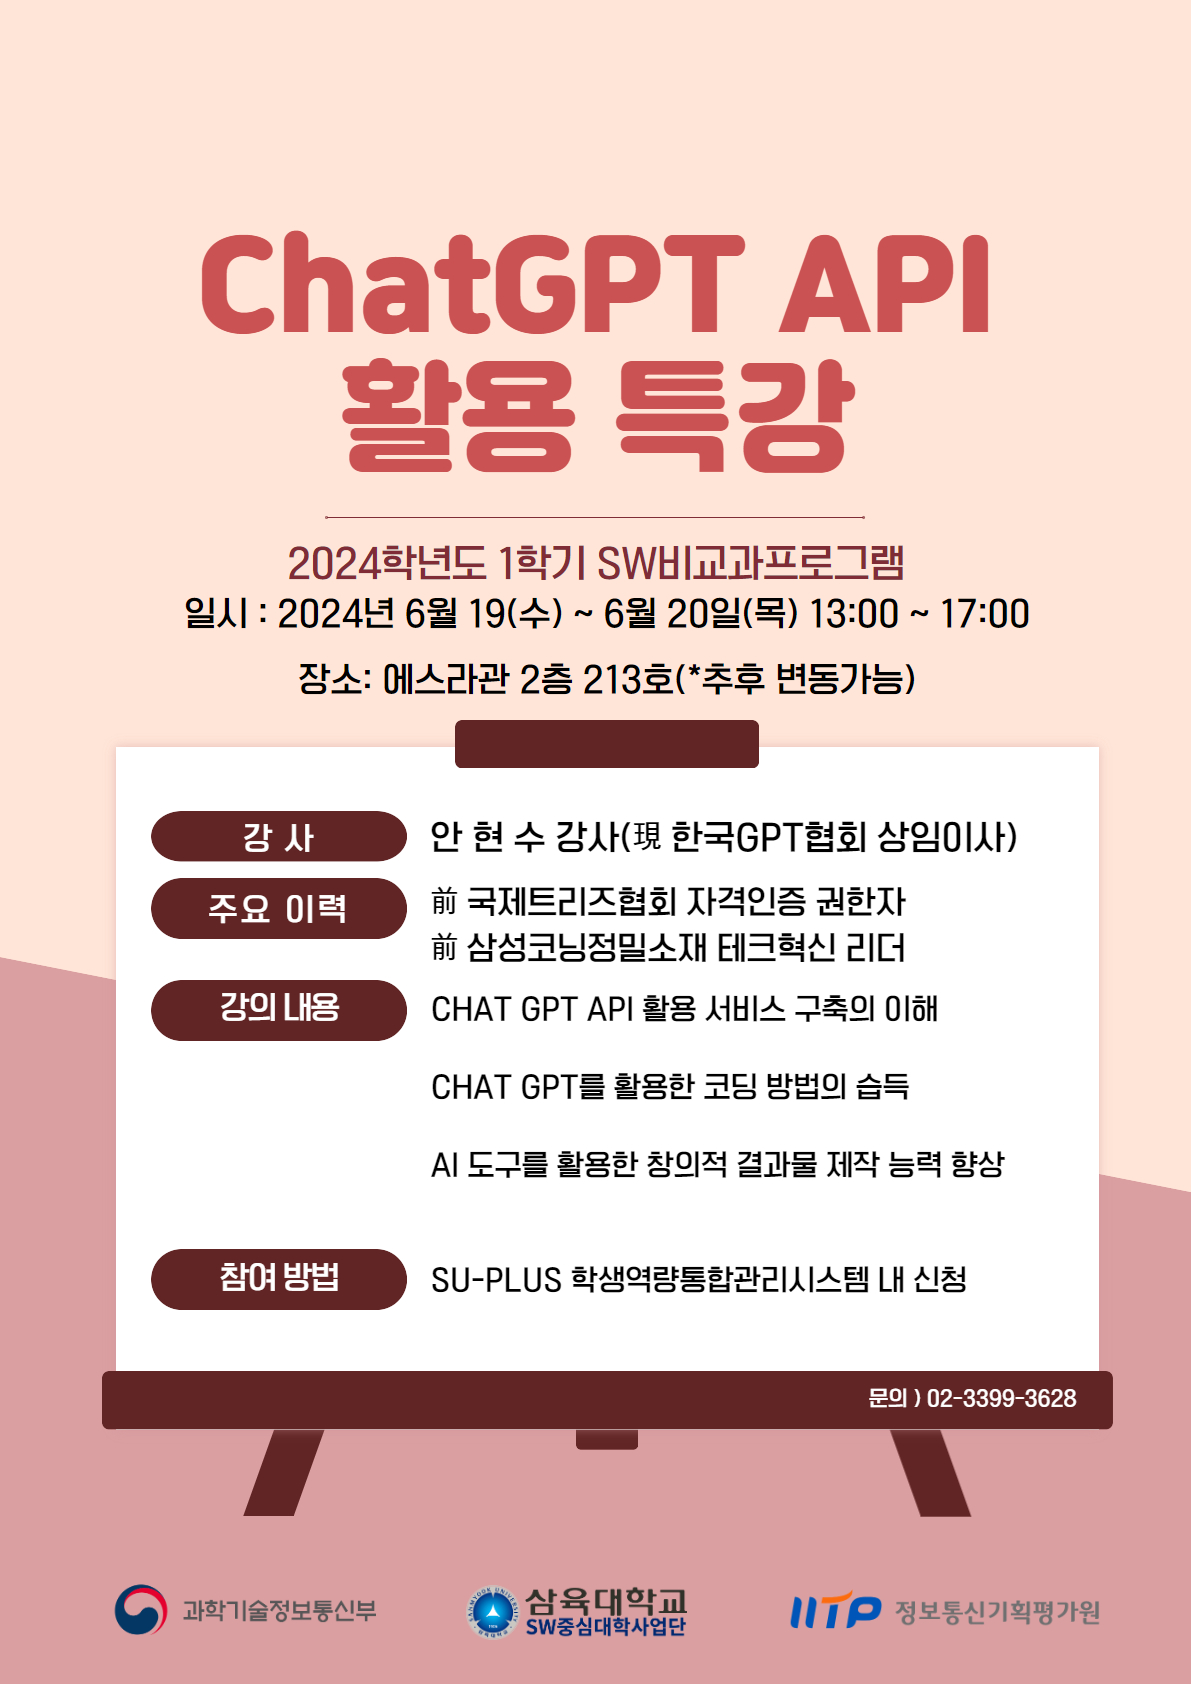 ChatGPT API
활용 특강
2024학년도 1학기 SW비교과프로그램
일시 : 2024년 6월 19(수) ~ 6월 20일(목) 13:00 ~ 17:00
장소: 에스라관 2층 213호(*추후 변동가능)
강 사
안 현 수 강사(現 한국GPT협회 상임이사)
주요 이력
前 국제트리즈협회 자격인증 권한자
前 삼성코닝정밀소재 테크혁신 리더
강의 내용
CHAT GPT API 활용 서비스 구축의 이해
CHAT GPT를 활용한 코딩 방법의 습득
AI 도구를 활용한 창의적 결과물 제작 능력 향상
참여 방법
SU-PLUS 학생역량통합관리시스템 내 신청
문의 ) 02-3399-3628
과학기술정보통신부
삼육대학교
SW중심대학사업단
IITP 정보통신기획평가원